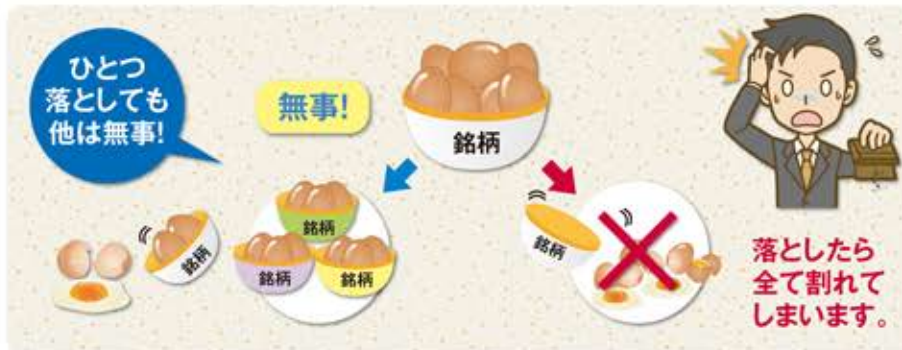 ひとつ
落としても
他は無事!
無事!
銘柄
銘柄
銘柄
銘柄
銘柄
銘柄
落としたら
全て割れて
しまいます。